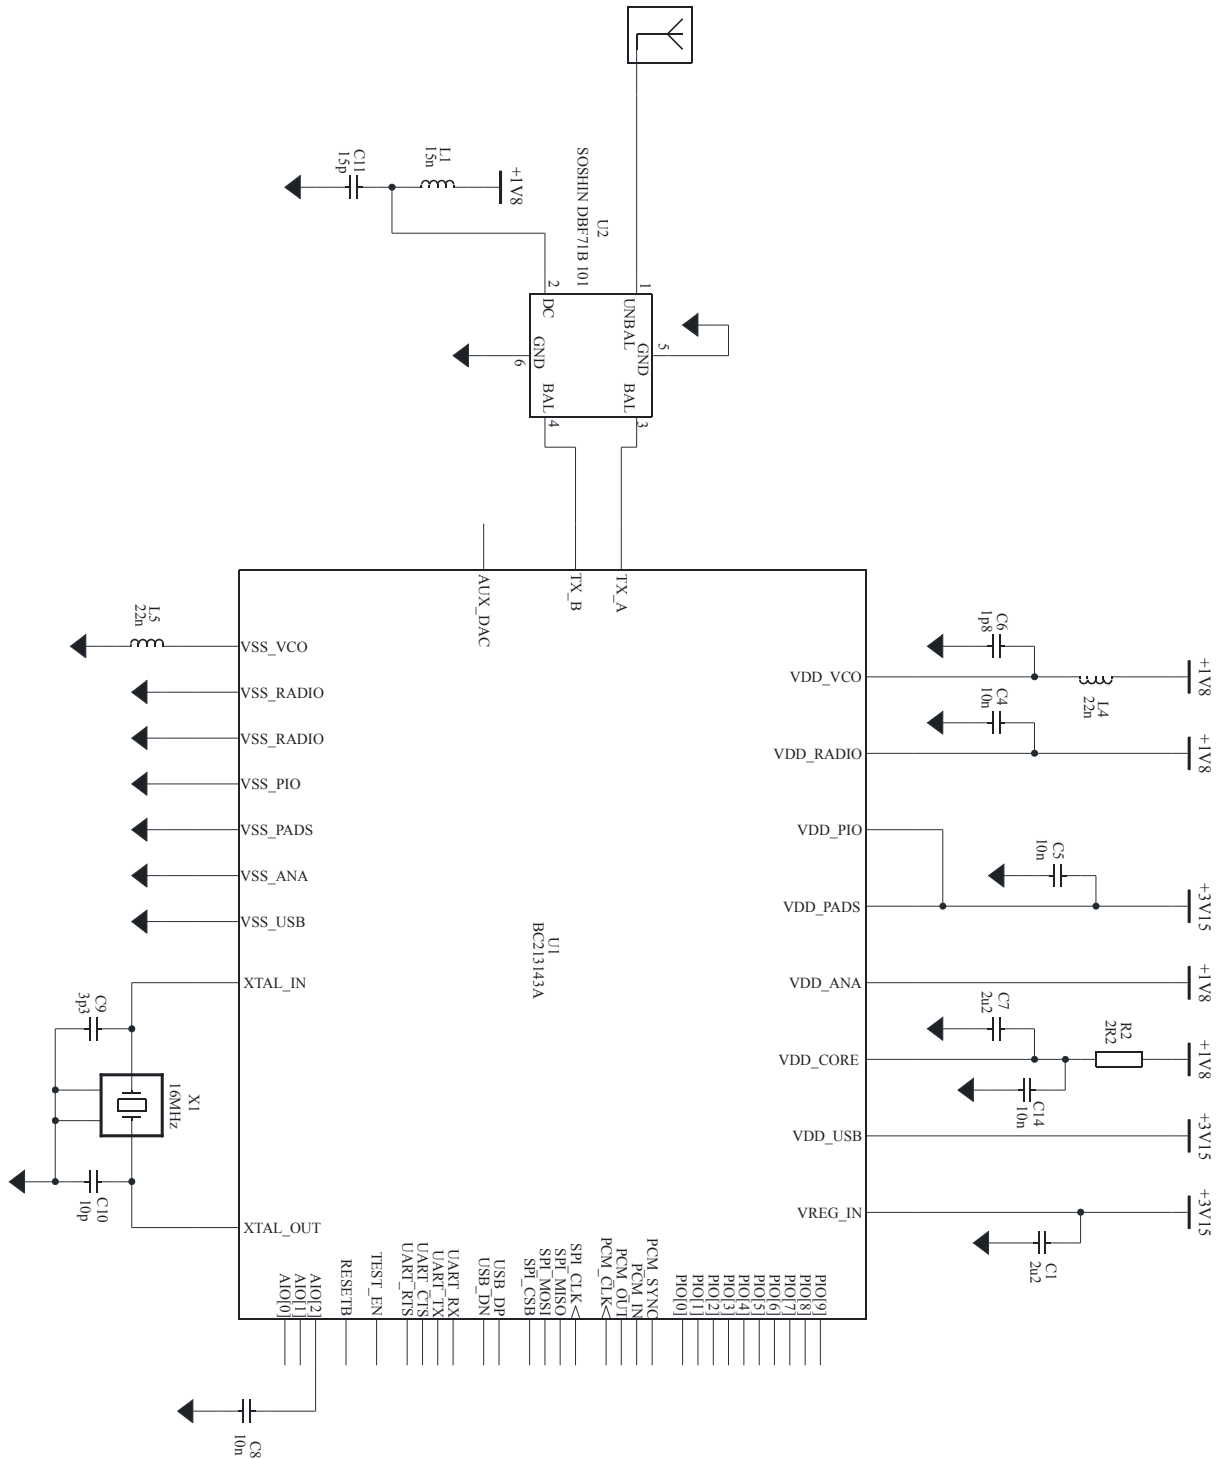 C11
15p
L1
15n
+1V8
U2
SOSHIN DBF71B 101
2
1
DC
UNBAL
GND
5
GND
6
BAL
BAL
4
3
AUX_DAC
TX_B
TX_A
L5
22n
VSS_VCO
VSS_RADIO
VSS_RADIO
VSS_PIO
VSS_PADS
VSS_ANA
VSS_USB
XTAL_IN
C9
3p3
X1
16MHz
C10
10p
XTAL_OUT
U1
BC213143A
C6
1p8
VDD_VCO
L4
22n
+1V8
C4
10n
VDD_RADIO
+1V8
VDD_PIO
C5
10n
VDD_PADS
+3V15
VDD_ANA
+1V8
C7
2u2
R2
2R2
VDD_CORE
+1V8
C14
10n
VDD_USB
+3V15
VREG_IN
+3V15
C1
2u2
AIO[0]
AIO[1]
AIO[2]
RESETB
TEST_EN
UART_RTS
UART_CTS
UART_TX
UART_RX
USB_DN
USB_DP
SPI_CSB
SPI_MOSI
SPI_MISO
SPI_CLK<
PCM_CLK<
PCM_OUT
PCM_IN
PCM_SYNC
PIO[0]
PIO[1]
PIO[2]
PIO[3]
PIO[4]
PIO[5]
PIO[6]
PIO[7]
PIO[8]
PIO[9]
C8
10n